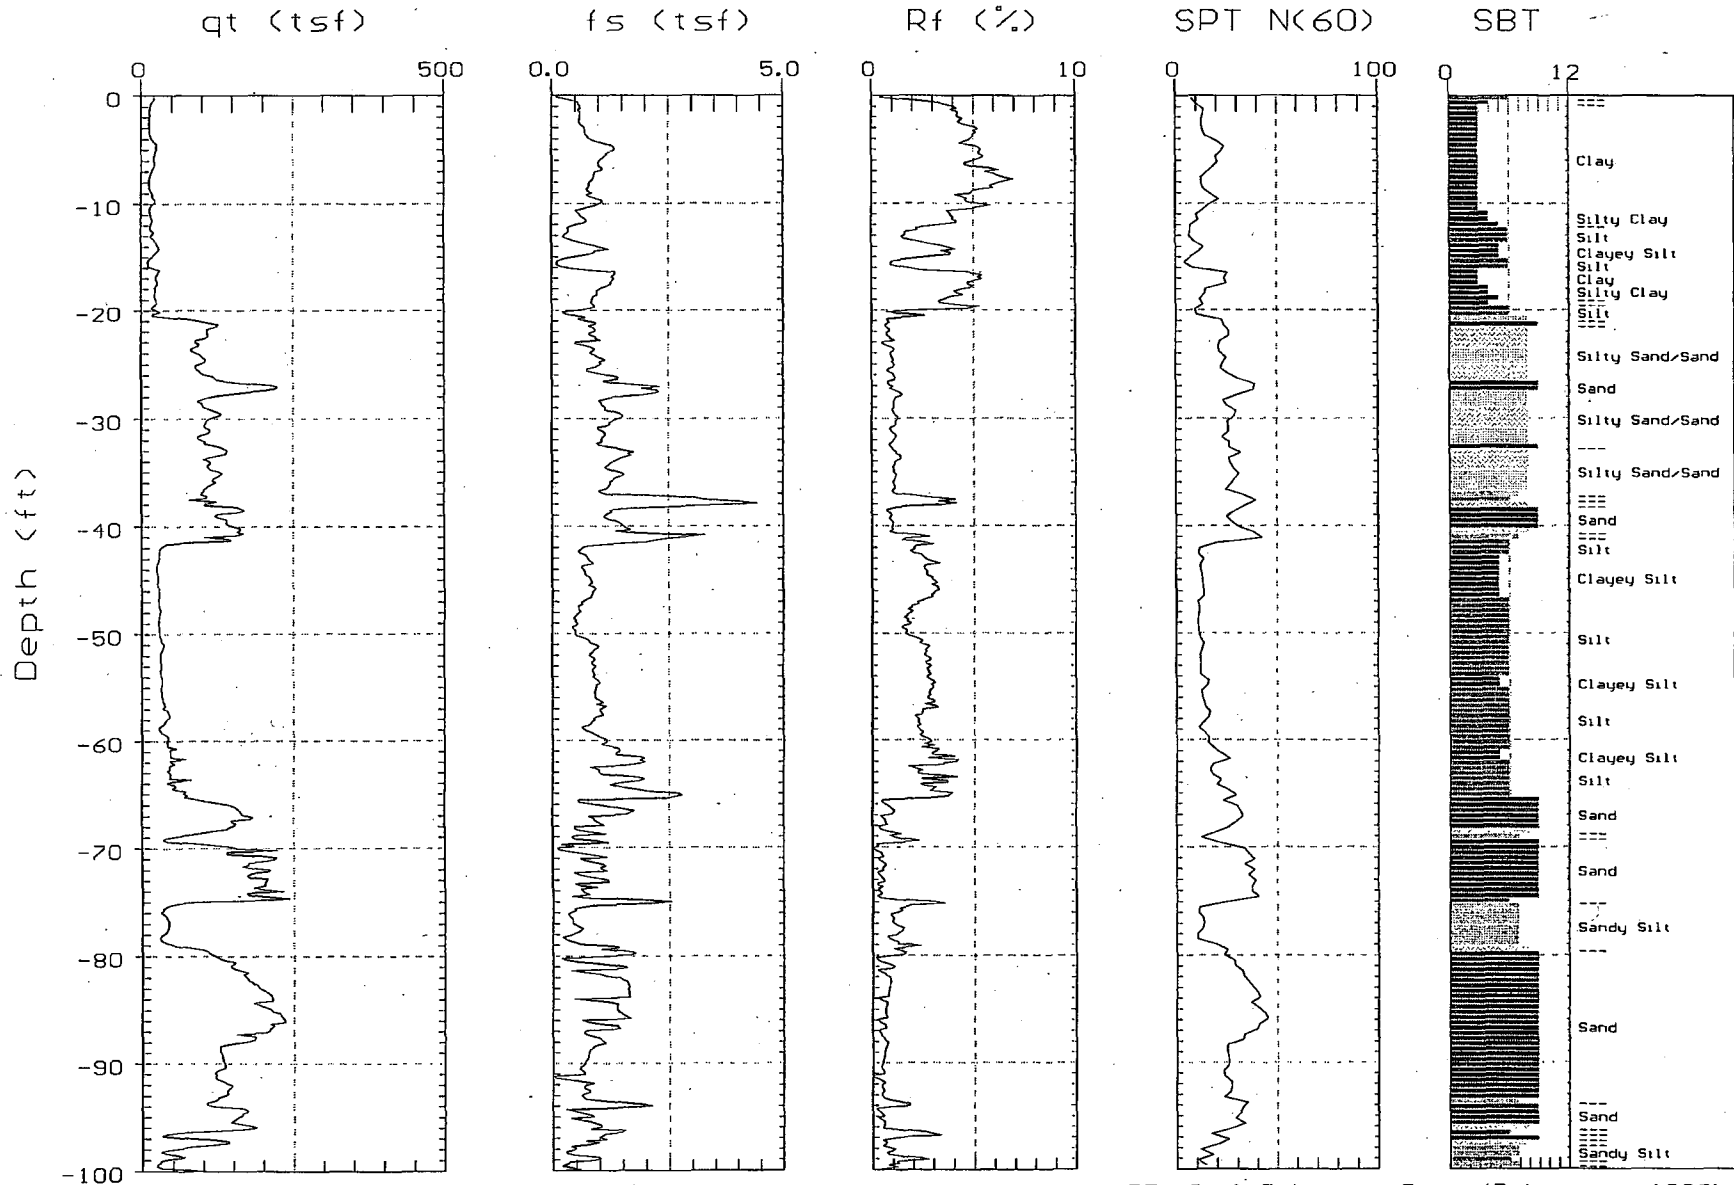 qt (tsf)
fs (tsf)
Rf (%)
SPT N(60)
SBT
0 500
0.0 5.0
0 10
0 100
0 12
Depth (ft)
0
-10
-20
-30
-40
-50
-60
-70
-80
-90
-100
Clay
Silty Clay
Silt
Clayey Silt
Silt
Clay
Silty Clay
Silt
Silty Sand/Sand
Sand
Silty Sand/Sand
Silty Sand/Sand
Sand
Silt
Clayey Silt
Silt
Clayey Silt
Silt
Clayey Silt
Silt
Sand
Sand
Sandy Silt
Sand
Sand
Sandy Silt